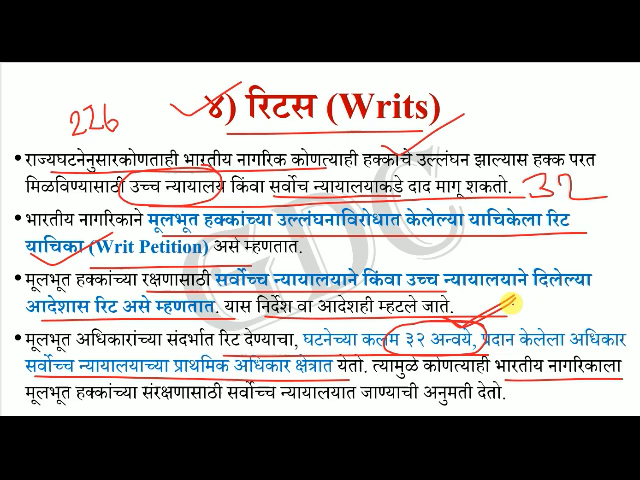 226
४) रिटस (Writs)
• राज्यघटनेनुसारकोणताही भारतीय नागरिक कोणत्याही हक्काचे उल्लंघन झाल्यास हक्क परत
मिळविण्यासाठी उच्च न्यायालय किंवा सर्वोच न्यायालयाकडे दाद मागू शकतो. 32
• भारतीय नागरिकाने मूलभूत हक्कांच्या उल्लंघनाविरोधात केलेल्या याचिकेला रिट
याचिका (Writ Petition) असे म्हणतात.
• मूलभूत हक्कांच्या रक्षणासाठी सर्वोच्च न्यायालयाने किंवा उच्च न्यायालयाने दिलेल्या
आदेशास रिट असे म्हणतात. यास निर्देश वा आदेशही म्हटले जाते.
• मूलभूत अधिकारांच्या संदर्भात रिट देण्याचा, घटनेच्या कलम ३२ अन्वये, प्रदान केलेला अधिकार
सर्वोच्च न्यायालयाच्या प्राथमिक अधिकार क्षेत्रात येतो. त्यामुळे कोणत्याही भारतीय नागरिकाला
मूलभूत हक्कांच्या संरक्षणासाठी सर्वोच्च न्यायालयात जाण्याची अनुमती देतो.
GDC